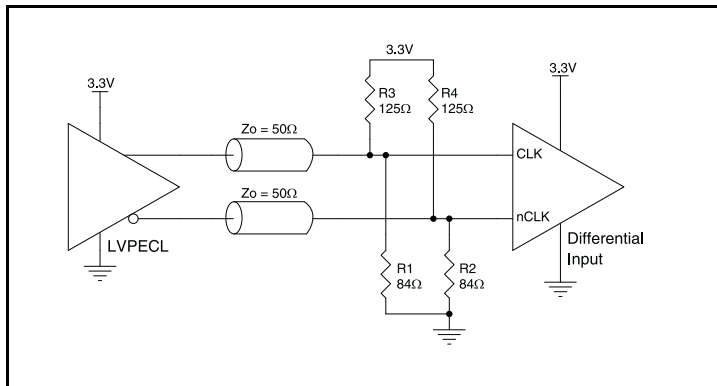 3.3V
3.3V
3.3V
R3
125Ω
R4
125Ω
Zo = 50Ω
CLK
Zo = 50Ω
nCLK
LVPECL
Differential
Input
R1
84Ω
R2
84Ω